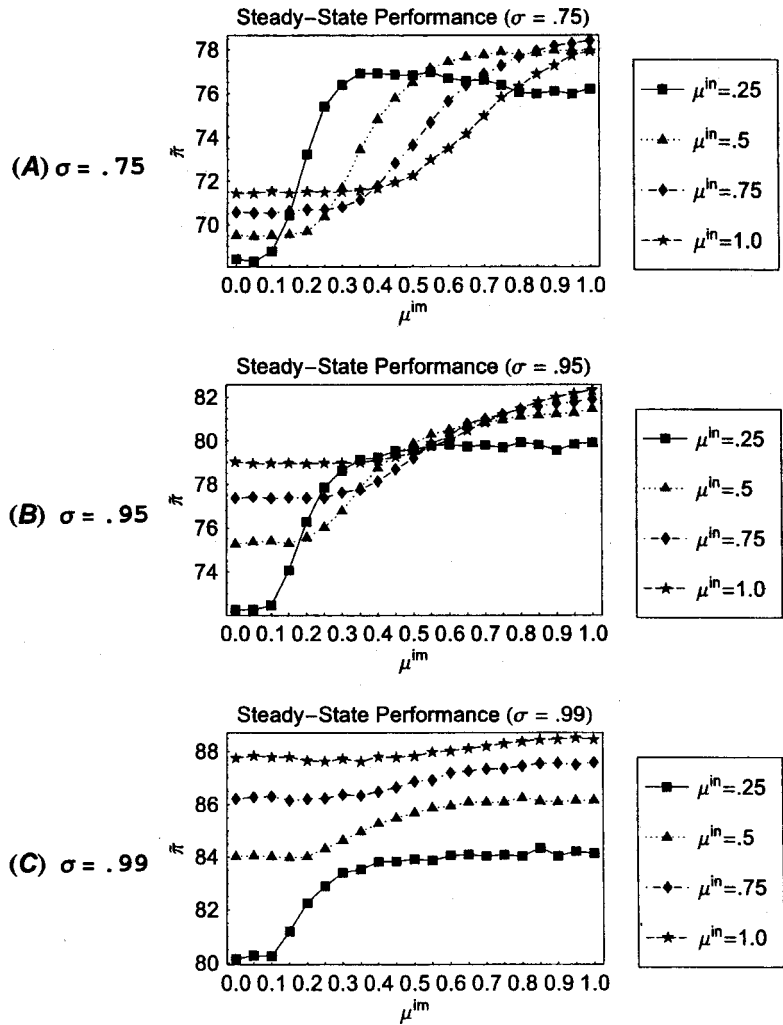 Steady-State Performance (σ = .75)
(A) σ = .75
π̃
78
76
74
72
70
0.0 0.1 0.2 0.3 0.4 0.5 0.6 0.7 0.8 0.9 1.0
μ^im
μ^in=.25
μ^in=.5
μ^in=.75
μ^in=1.0
Steady-State Performance (σ = .95)
(B) σ = .95
π̃
82
80
78
76
74
0.0 0.1 0.2 0.3 0.4 0.5 0.6 0.7 0.8 0.9 1.0
μ^im
μ^in=.25
μ^in=.5
μ^in=.75
μ^in=1.0
Steady-State Performance (σ = .99)
(C) σ = .99
π̃
88
86
84
82
80
0.0 0.1 0.2 0.3 0.4 0.5 0.6 0.7 0.8 0.9 1.0
μ^im
μ^in=.25
μ^in=.5
μ^in=.75
μ^in=1.0